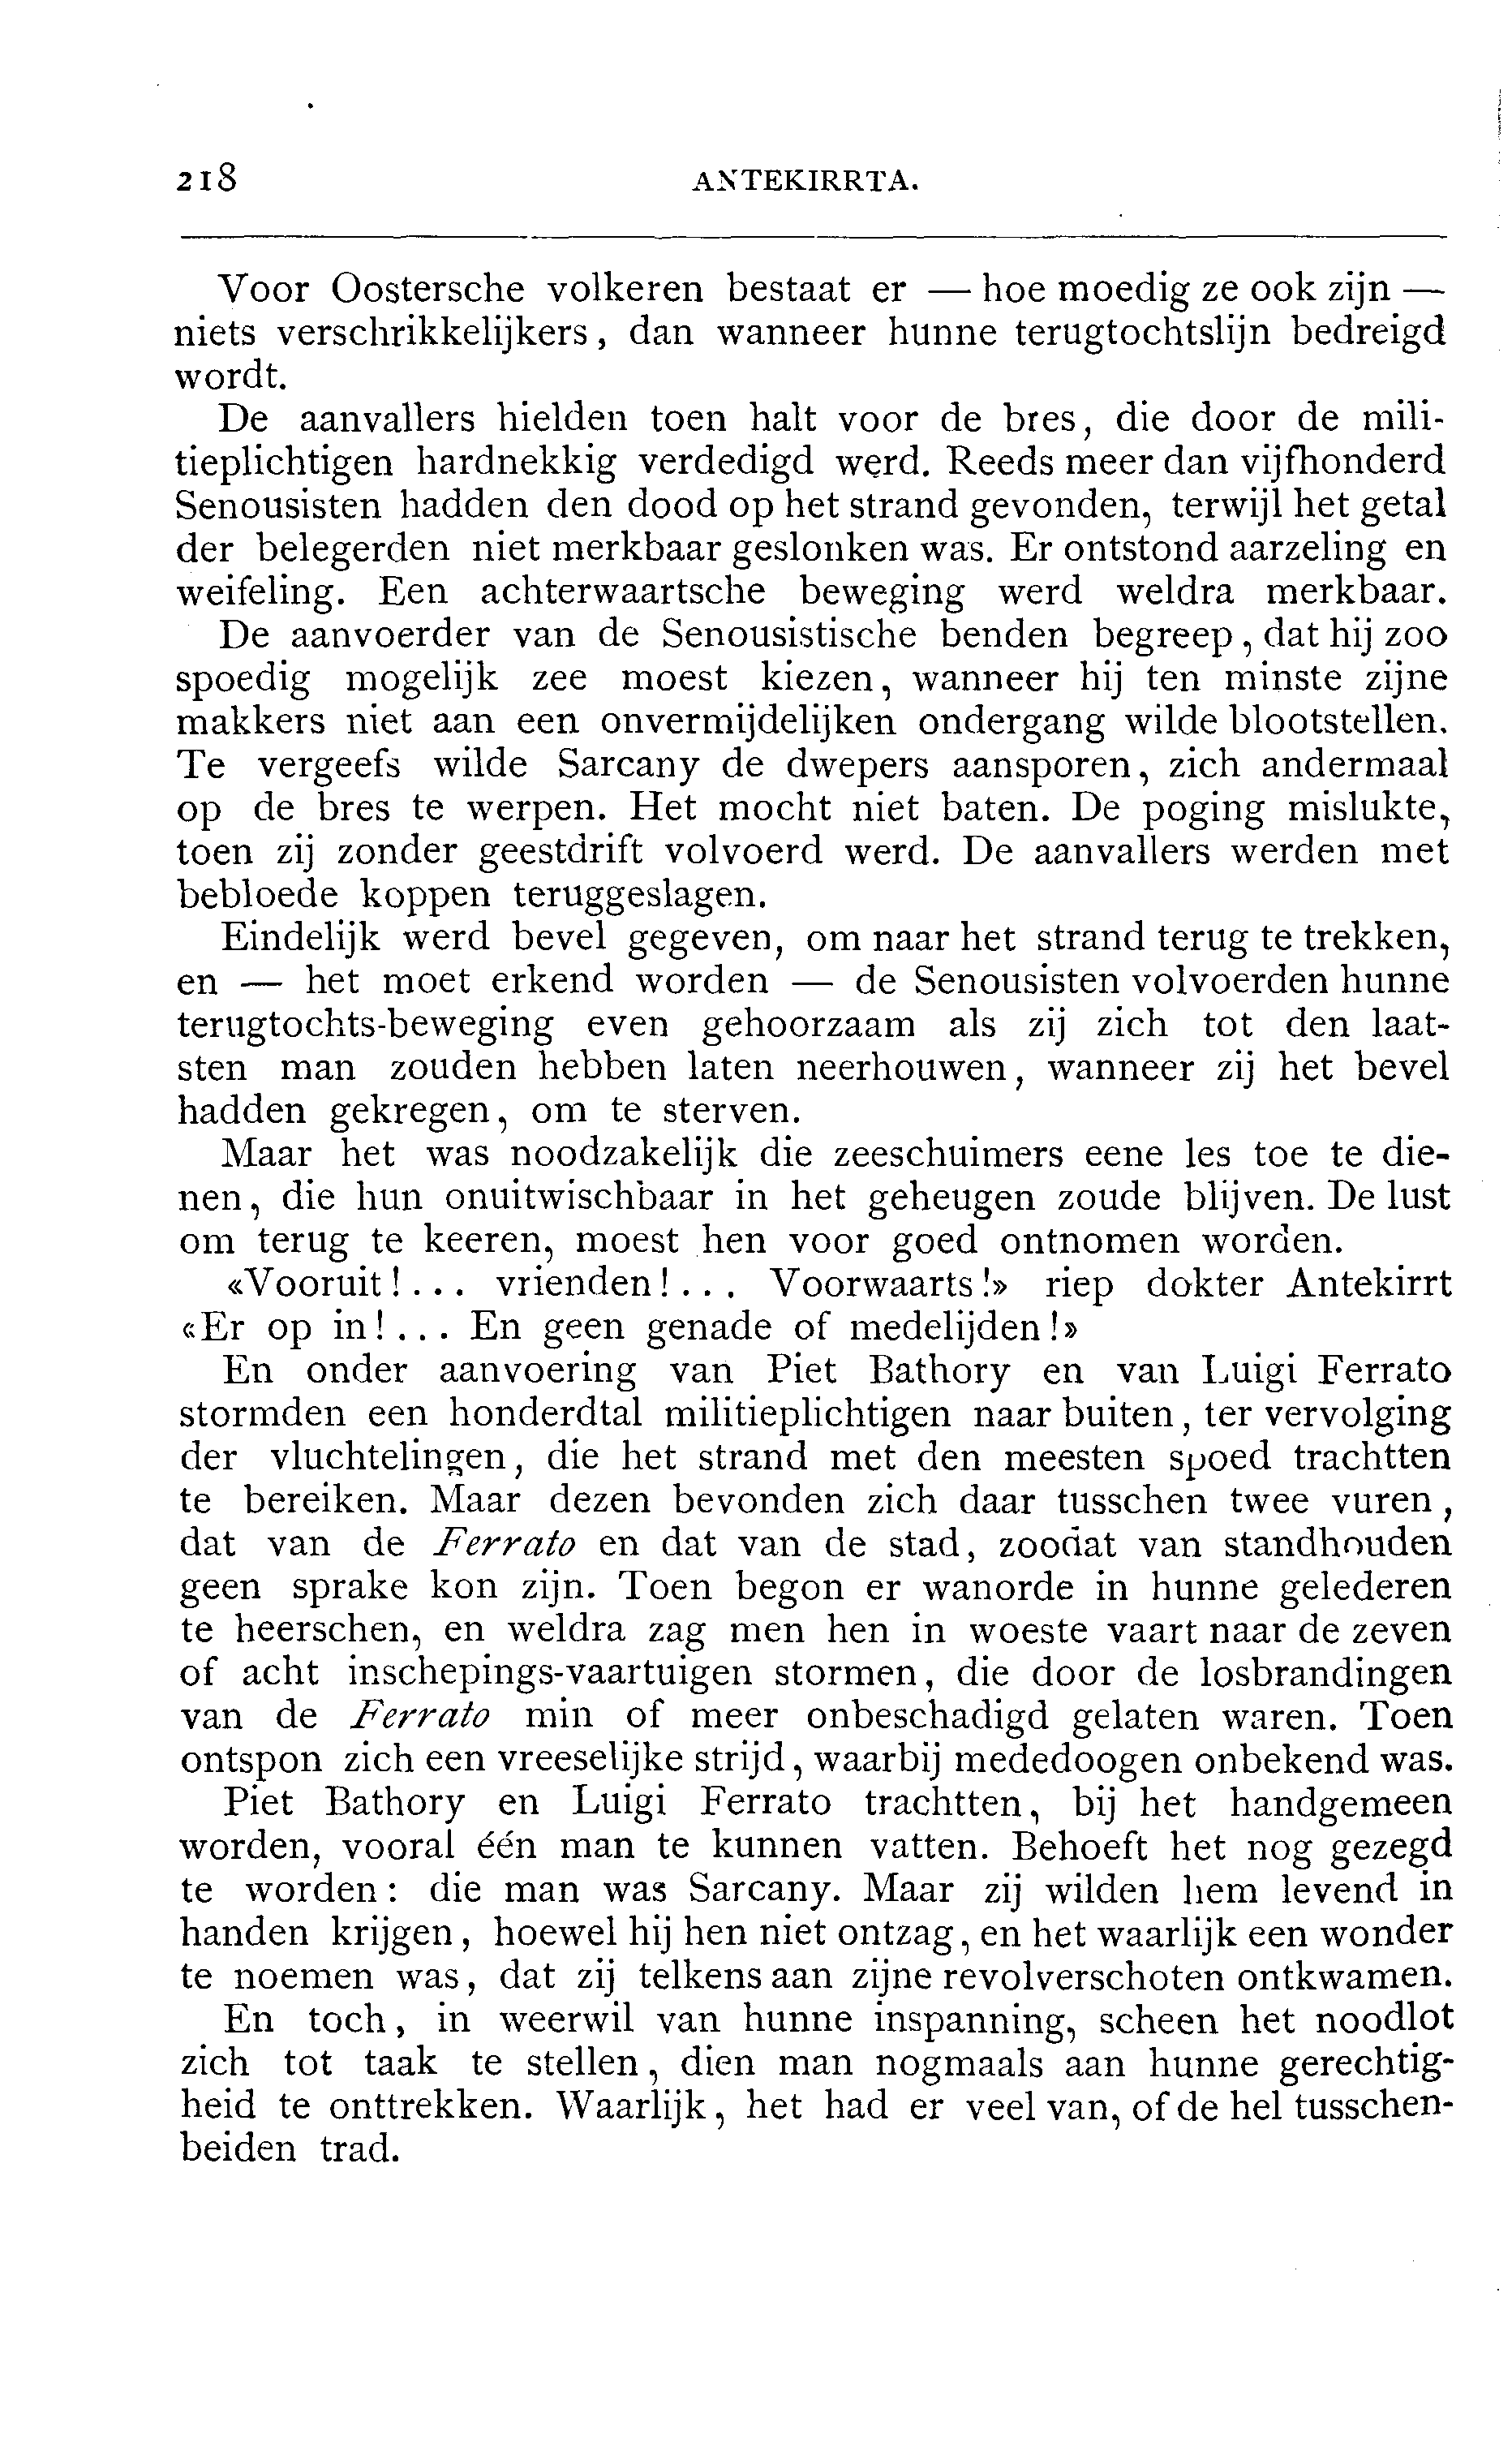 218 ANTEKIRRTA.
Voor Oostersche volkeren bestaat er — hoe moedig ze ook zijn —
niets verschrikkelijkers, dan wanneer hunne terugtochtslijn bedreigd
wordt.
De aanvallers hielden toen halt voor de bres, die door de mili-
tieplichtigen hardnekkig verdedigd werd. Reeds meer dan vijfhonderd
Senousisten hadden den dood op het strand gevonden, terwijl het getal
der belegerden niet merkbaar geslonken was. Er ontstond aarzeling en
weifeling. Een achterwaartsche beweging werd weldra merkbaar.
De aanvoerder van de Senousistische benden begreep, dat hij zoo
spoedig mogelijk zee moest kiezen, wanneer hij ten minste zijne
makkers niet aan een onvermijdelijken ondergang wilde blootstellen.
Te vergeefs wilde Sarcany de dwepers aansporen, zich andermaal
op de bres te werpen. Het mocht niet baten. De poging mislukte,
toen zij zonder geestdrift volvoerd werd. De aanvallers werden met
bebloede koppen teruggeslagen.
Eindelijk werd bevel gegeven, om naar het strand terug te trekken,
en — het moet erkend worden — de Senousisten volvoerden hunne
terugtochts-beweging even gehoorzaam als zij zich tot den laat-
sten man zouden hebben laten neerhouwen, wanneer zij het bevel
hadden gekregen, om te sterven.
Maar het was noodzakelijk die zeeschuimers eene les toe te die-
nen, die hun onuitwischbaar in het geheugen zoude blijven. De lust
om terug te keeren, moest hen voor goed ontnomen worden.
«Vooruit!... vrienden!... Voorwaarts!» riep dokter Antekirrt
«Er op in!... En geen genade of medelijden!»
En onder aanvoering van Piet Bathory en van Luigi Ferrato
stormden een honderdtal militieplichtigen naar buiten, ter vervolging
der vluchtelingen, die het strand met den meesten spoed trachtten
te bereiken. Maar dezen bevonden zich daar tusschen twee vuren,
dat van de Ferrato en dat van de stad, zoodat van standhouden
geen sprake kon zijn. Toen begon er wanorde in hunne gelederen
te heerschen, en weldra zag men hen in woeste vaart naar de zeven
of acht inschepings-vaartuigen stormen, die door de losbrandingen
van de Ferrato min of meer onbeschadigd gelaten waren. Toen
ontspon zich een vreeselijke strijd, waarbij mededoogen onbekend was.
Piet Bathory en Luigi Ferrato trachtten, bij het handgemeen
worden, vooral één man te kunnen vatten. Behoeft het nog gezegd
te worden: die man was Sarcany. Maar zij wilden hem levend in
handen krijgen, hoewel hij hen niet ontzag, en het waarlijk een wonder
te noemen was, dat zij telkens aan zijne revolverschoten ontkwamen.
En toch, in weerwil van hunne inspanning, scheen het noodlot
zich tot taak te stellen, dien man nogmaals aan hunne gerechtig-
heid te onttrekken. Waarlijk, het had er veel van, of de hel tusschen-
beiden trad.